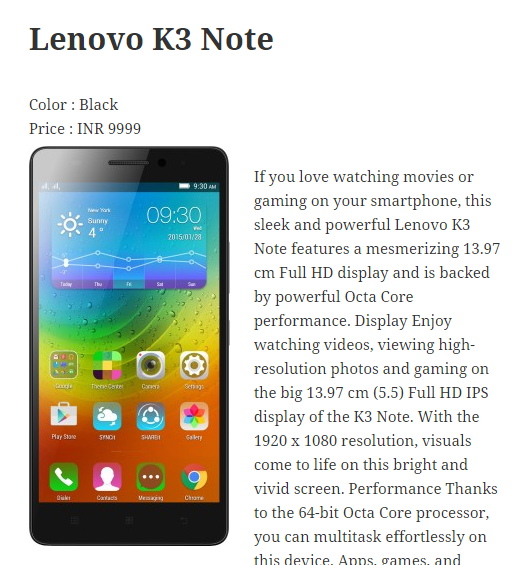 Lenovo K3 Note
Color : Black
Price : INR 9999
9:30 AM
New York
Sunny
4°
09:30
Wed
2015/01/28
Today Thu Fri Sat Sun
Google Theme Center Camera Settings
Play Store SYNCit SHAREit Gallery
Dialer Contacts Messaging Chrome
If you love watching movies or
gaming on your smartphone, this
sleek and powerful Lenovo K3
Note features a mesmerizing 13.97
cm Full HD display and is backed
by powerful Octa Core
performance. Display Enjoy
watching videos, viewing high-
resolution photos and gaming on
the big 13.97 cm (5.5) Full HD IPS
display of the K3 Note. With the
1920 x 1080 resolution, visuals
come to life on this bright and
vivid screen. Performance Thanks
to the 64-bit Octa Core processor,
you can multitask effortlessly on
this device. Apps, games, and